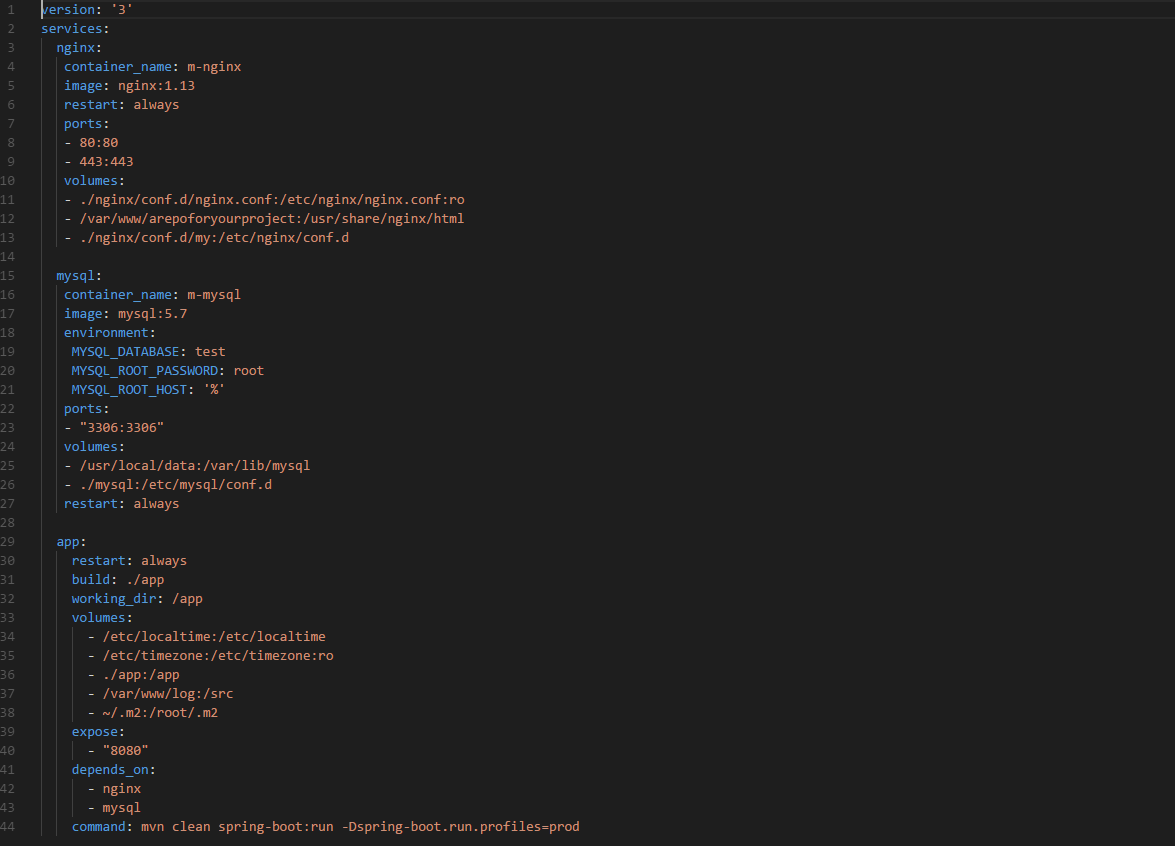 1 version: '3'
2 services:
3   nginx:
4    container_name: m-nginx
5    image: nginx:1.13
6    restart: always
7    ports:
8    - 80:80
9    - 443:443
10    volumes:
11    - ./nginx/conf.d/nginx.conf:/etc/nginx/nginx.conf:ro
12    - /var/www/arepoforyourproject:/usr/share/nginx/html
13    - ./nginx/conf.d/my:/etc/nginx/conf.d
14
15   mysql:
16    container_name: m-mysql
17    image: mysql:5.7
18    environment:
19     MYSQL_DATABASE: test
20     MYSQL_ROOT_PASSWORD: root
21     MYSQL_ROOT_HOST: '%'
22    ports:
23    - "3306:3306"
24    volumes:
25    - /usr/local/data:/var/lib/mysql
26    - ./mysql:/etc/mysql/conf.d
27    restart: always
28
29   app:
30     restart: always
31     build: ./app
32     working_dir: /app
33     volumes:
34       - /etc/localtime:/etc/localtime
35       - /etc/timezone:/etc/timezone:ro
36       - ./app:/app
37       - /var/www/log:/src
38       - ~/.m2:/root/.m2
39     expose:
40       - "8080"
41     depends_on:
42       - nginx
43       - mysql
44     command: mvn clean spring-boot:run -Dspring-boot.run.profiles=prod